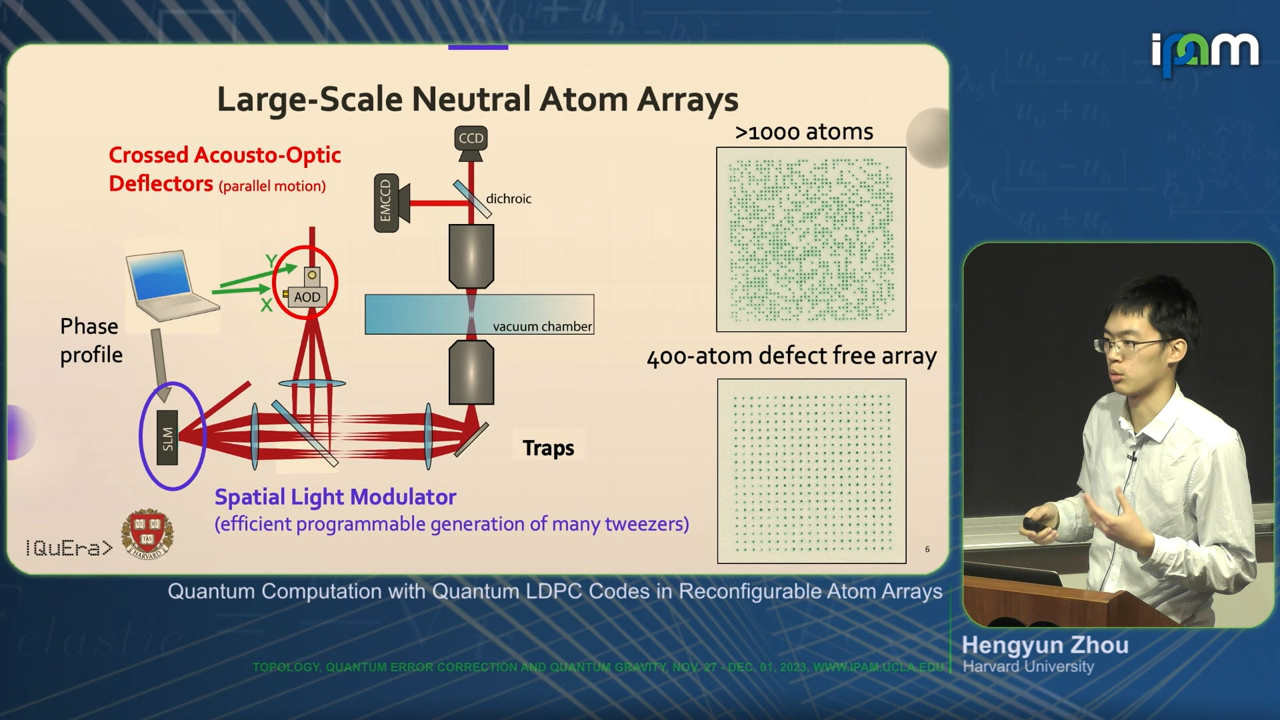 ipam
Large-Scale Neutral Atom Arrays
Crossed Acousto-Optic
Deflectors (parallel motion)
CCD
EMCCD
dichroic
>1000 atoms
Y
X
AOD
vacuum chamber
Phase
profile
400-atom defect free array
SLM
Traps
Spatial Light Modulator
(efficient programmable generation of many tweezers)
|QuEra>
HARVARD
6
Quantum Computation with Quantum LDPC Codes in Reconfigurable Atom Arrays
Hengyun Zhou
Harvard University
TOPOLOGY, QUANTUM ERROR CORRECTION AND QUANTUM GRAVITY, NOV. 27 - DEC. 01, 2023, WWW.IPAM.UCLA.EDU
elastic